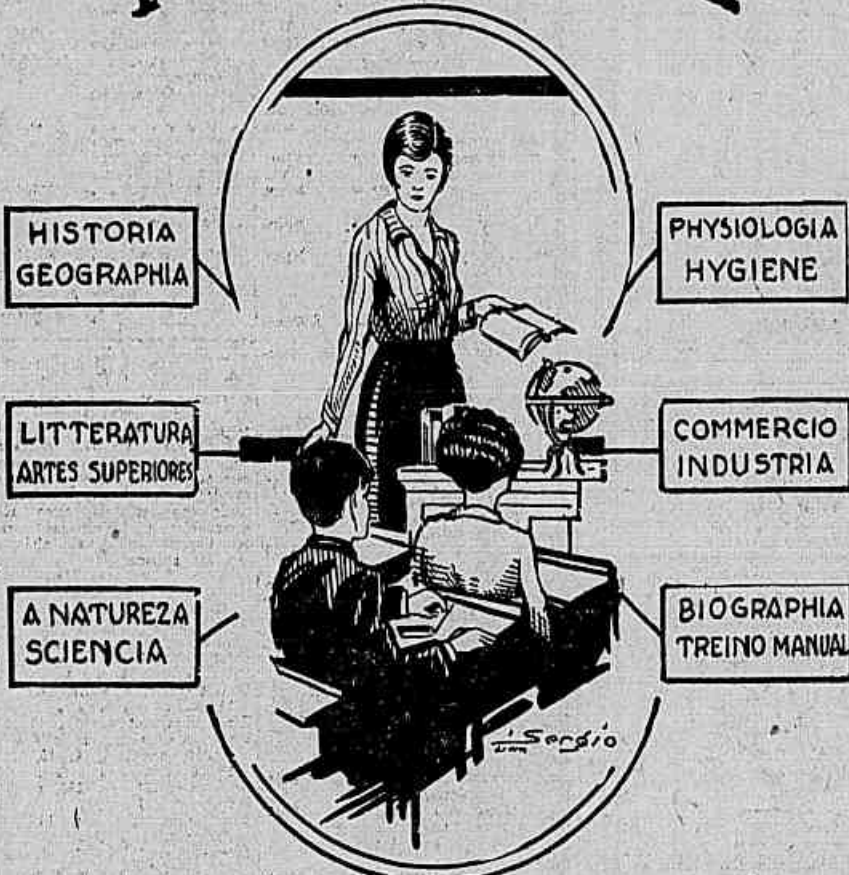 HISTORIA
GEOGRAPHIA
PHYSIOLOGIA
HYGIENE
LITTERATURA
ARTES SUPERIORES
COMMERCIO
INDUSTRIA
A NATUREZA
SCIENCIA
BIOGRAPHIA
TREINO MANUAL
Sergio